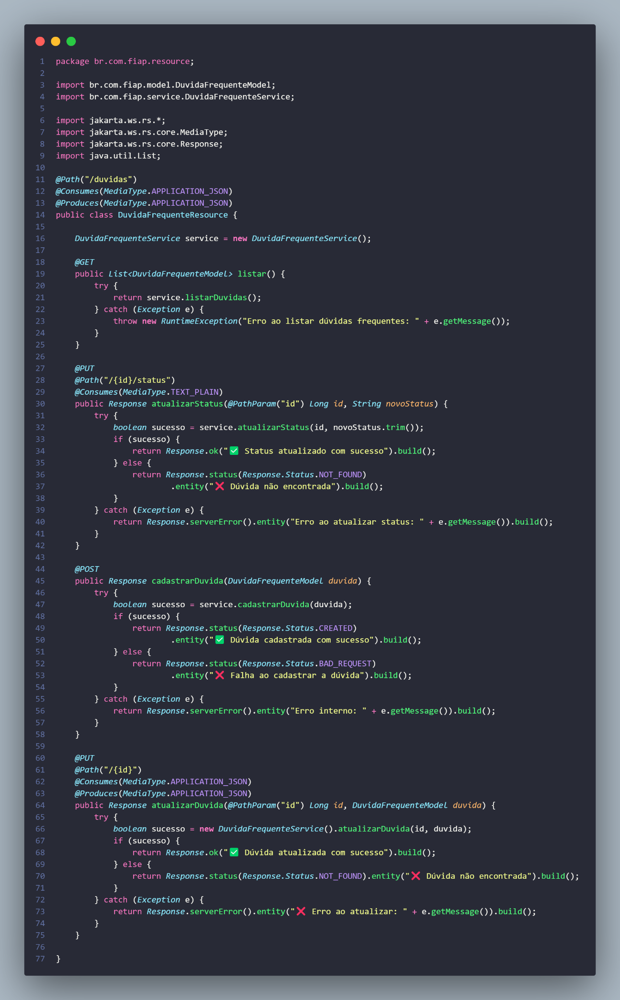 1 package br.com.fiap.resource;
2
3 import br.com.fiap.model.DuvidaFrequenteModel;
4 import br.com.fiap.service.DuvidaFrequenteService;
5
6 import jakarta.ws.rs.*;
7 import jakarta.ws.rs.core.MediaType;
8 import jakarta.ws.rs.core.Response;
9 import java.util.List;
10
11 @Path("/duvidas")
12 @Consumes(MediaType.APPLICATION_JSON)
13 @Produces(MediaType.APPLICATION_JSON)
14 public class DuvidaFrequenteResource {
15
16     DuvidaFrequenteService service = new DuvidaFrequenteService();
17
18     @GET
19     public List<DuvidaFrequenteModel> listar() {
20         try {
21             return service.listarDuvidas();
22         } catch (Exception e) {
23             throw new RuntimeException("Erro ao listar dúvidas frequentes: " + e.getMessage());
24         }
25     }
26
27     @PUT
28     @Path("/{id}/status")
29     @Consumes(MediaType.TEXT_PLAIN)
30     public Response atualizarStatus(@PathParam("id") Long id, String novoStatus) {
31         try {
32             boolean sucesso = service.atualizarStatus(id, novoStatus.trim());
33             if (sucesso) {
34                 return Response.ok("✅ Status atualizado com sucesso").build();
35             } else {
36                 return Response.status(Response.Status.NOT_FOUND)
37                         .entity("❌ Dúvida não encontrada").build();
38             }
39         } catch (Exception e) {
40             return Response.serverError().entity("Erro ao atualizar status: " + e.getMessage()).build();
41         }
42     }
43
44     @POST
45     public Response cadastrarDuvida(DuvidaFrequenteModel duvida) {
46         try {
47             boolean sucesso = service.cadastrarDuvida(duvida);
48             if (sucesso) {
49                 return Response.status(Response.Status.CREATED)
50                         .entity("✅ Dúvida cadastrada com sucesso").build();
51             } else {
52                 return Response.status(Response.Status.BAD_REQUEST)
53                         .entity("❌ Falha ao cadastrar a dúvida").build();
54             }
55         } catch (Exception e) {
56             return Response.serverError().entity("Erro interno: " + e.getMessage()).build();
57         }
58     }
59
60     @PUT
61     @Path("/{id}")
62     @Consumes(MediaType.APPLICATION_JSON)
63     @Produces(MediaType.APPLICATION_JSON)
64     public Response atualizarDuvida(@PathParam("id") Long id, DuvidaFrequenteModel duvida) {
65         try {
66             boolean sucesso = new DuvidaFrequenteService().atualizarDuvida(id, duvida);
67             if (sucesso) {
68                 return Response.ok("✅ Dúvida atualizada com sucesso").build();
69             } else {
70                 return Response.status(Response.Status.NOT_FOUND).entity("❌ Dúvida não encontrada").build();
71             }
72         } catch (Exception e) {
73             return Response.serverError().entity("❌ Erro ao atualizar: " + e.getMessage()).build();
74         }
75     }
76
77 }